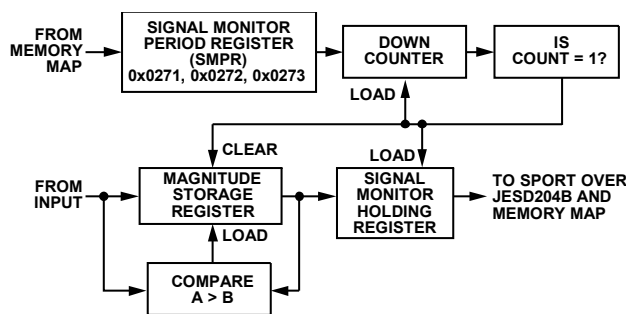 FROM
MEMORY
MAP
SIGNAL MONITOR
PERIOD REGISTER
(SMPR)
0x0271, 0x0272, 0x0273
DOWN
COUNTER
IS
COUNT = 1?
LOAD
CLEAR
LOAD
FROM
INPUT
MAGNITUDE
STORAGE
REGISTER
SIGNAL
MONITOR
HOLDING
REGISTER
TO SPORT OVER
JESD204B AND
MEMORY MAP
LOAD
COMPARE
A > B